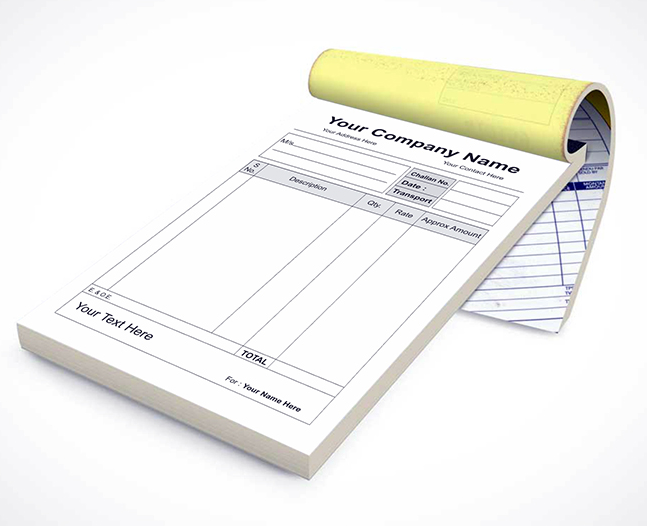 Your Company Name
Your Address Here
Your Contact Here
M/s.
Challan No.
Date :
Transport
S No. Description Qty. Rate Approx Amount
E. & O.E.
TOTAL
Your Text Here
For : Your Name Here